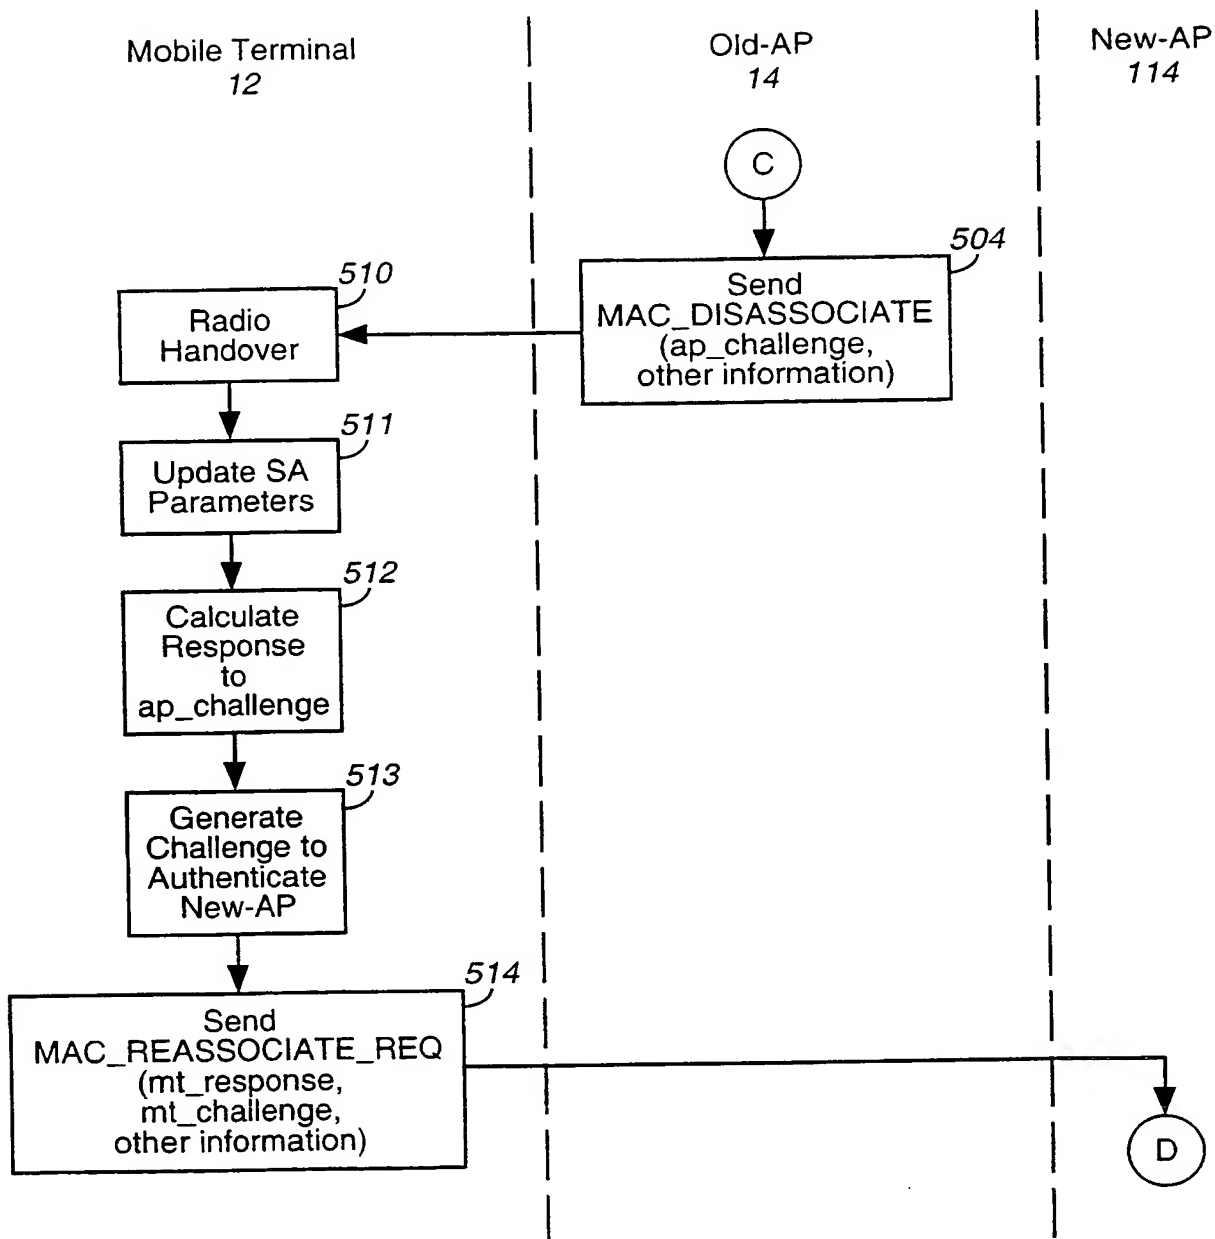 Mobile Terminal
12
Old-AP
14
New-AP
114
C
504
Send
MAC_DISASSOCIATE
(ap_challenge,
other information)
510
Radio
Handover
511
Update SA
Parameters
512
Calculate
Response
to
ap_challenge
513
Generate
Challenge to
Authenticate
New-AP
514
Send
MAC_REASSOCIATE_REQ
(mt_response,
mt_challenge,
other information)
D